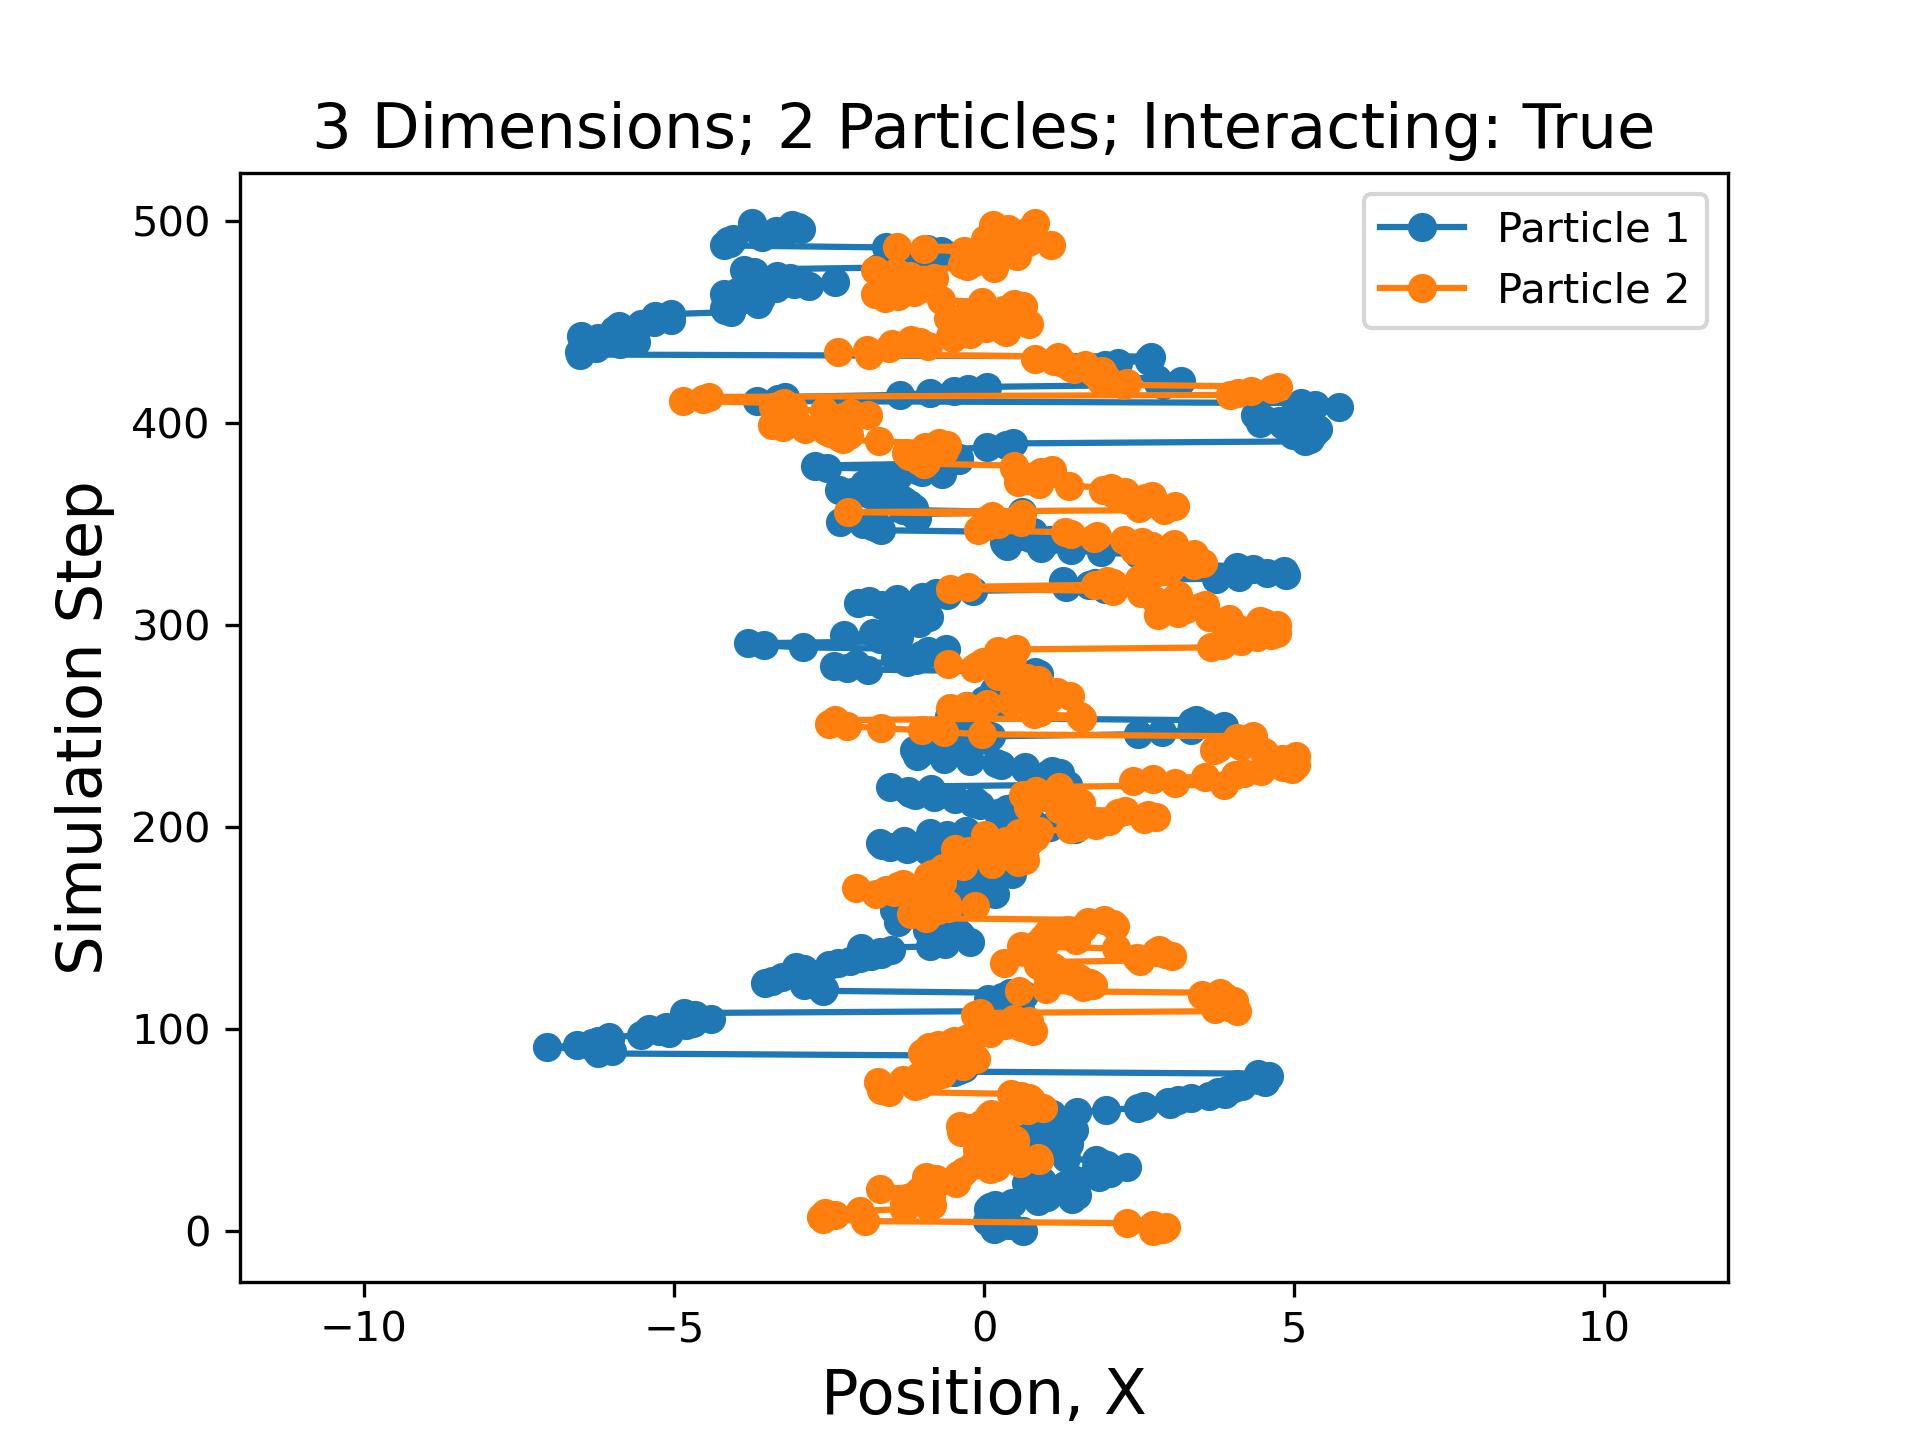 3 Dimensions; 2 Particles; Interacting: True
Particle 1
Particle 2
500
400
300
200
100
0
Simulation Step
−10
−5
0
5
10
Position, X